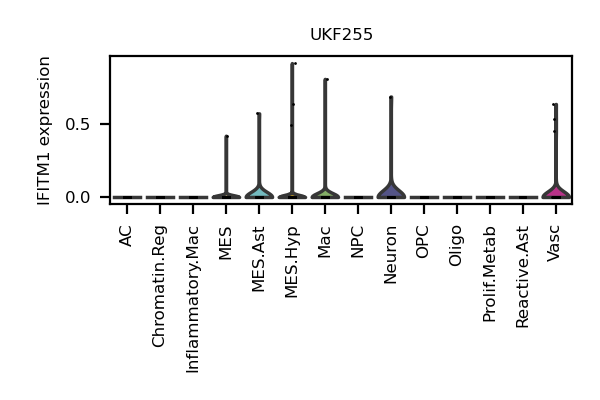 UKF255
IFITM1 expression
0.5
0.0
AC
Chromatin.Reg
Inflammatory.Mac
MES
MES.Ast
MES.Hyp
Mac
NPC
Neuron
OPC
Oligo
Prolif.Metab
Reactive.Ast
Vasc